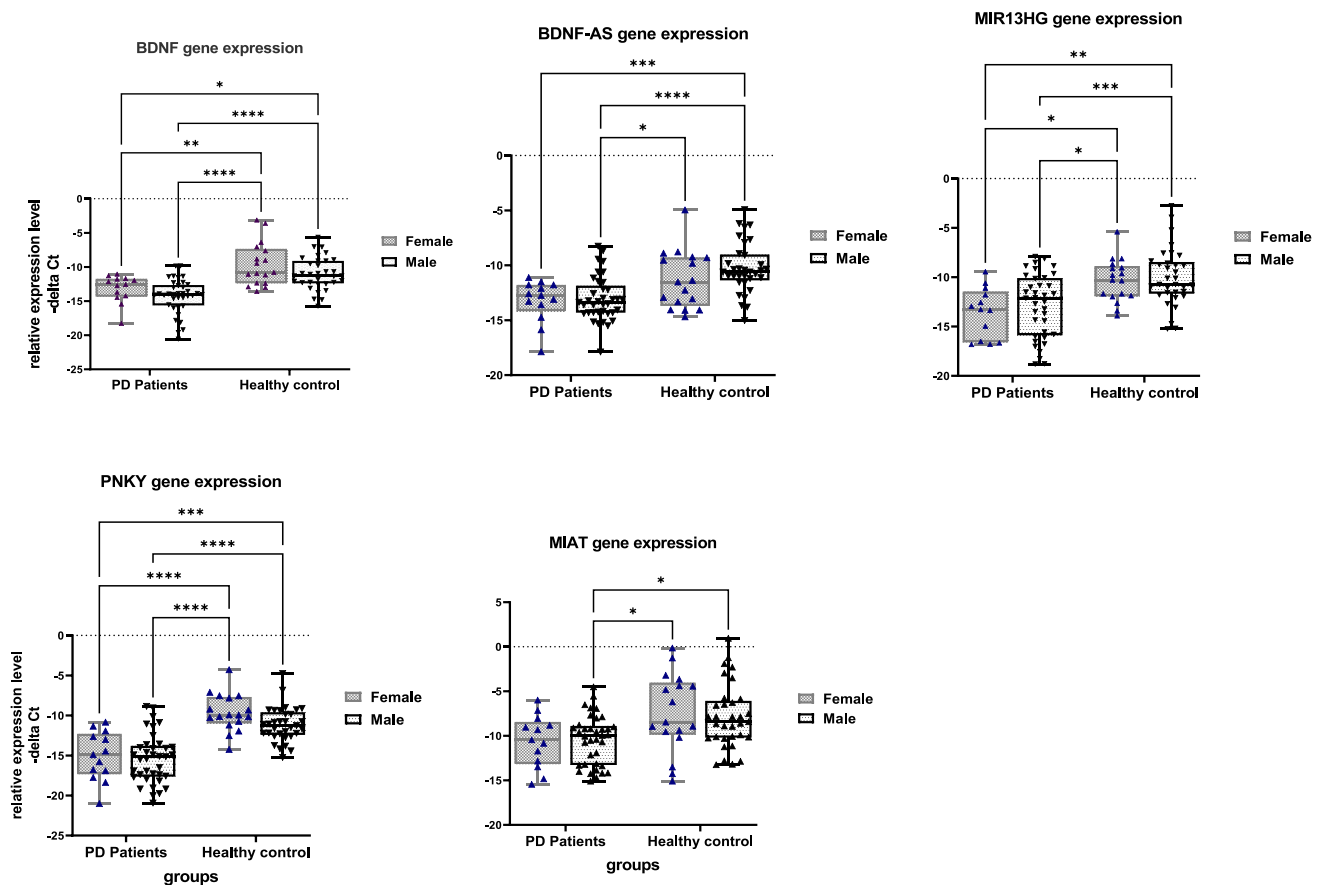 BDNF gene expression
*
****
**
****
relative expression level
-delta Ct
0
-5
-10
-15
-20
-25
PD Patients
Healthy control
Female
Male
BDNF-AS gene expression
***
****
*
0
-5
-10
-15
-20
PD Patients
Healthy control
Female
Male
MIR13HG gene expression
**
***
*
*
0
-5
-10
-15
-20
PD Patients
Healthy control
Female
Male
PNKY gene expression
***
****
****
****
relative expression level
-delta Ct
0
-5
-10
-15
-20
-25
PD Patients
Healthy control
groups
Female
Male
MIAT gene expression
*
*
5
0
-5
-10
-15
-20
PD Patients
Healthy control
groups
Female
Male